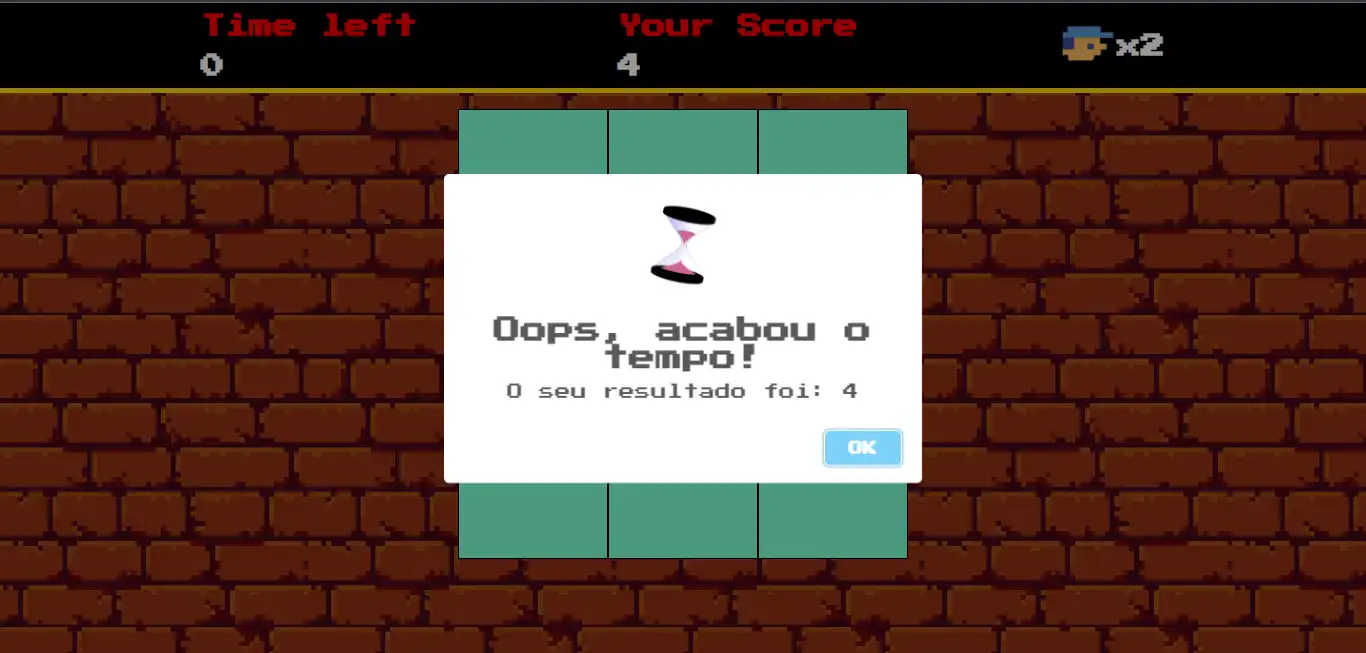 Time left
Your Score
0
4
x2
Oops, acabou o
tempo!
O seu resultado foi: 4
OK